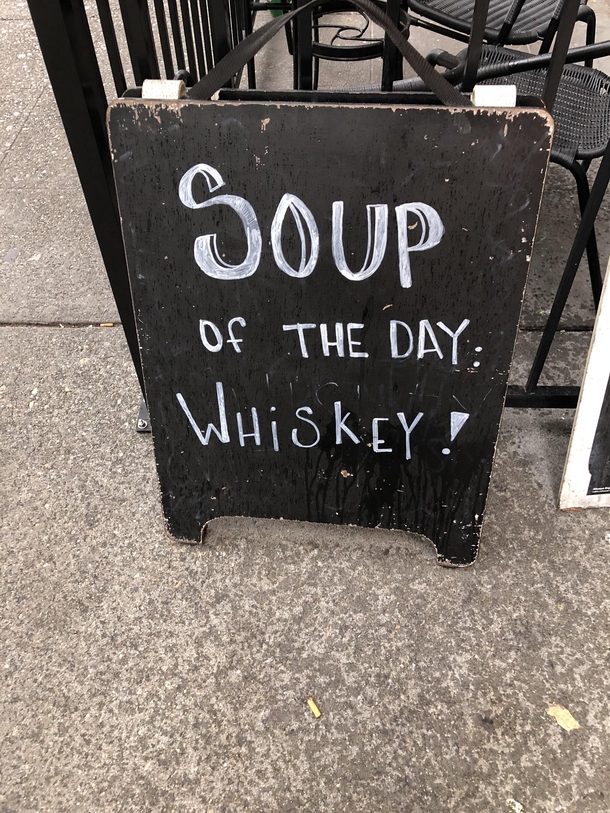 SOUP
OF THE DAY:
WHiSKEY!